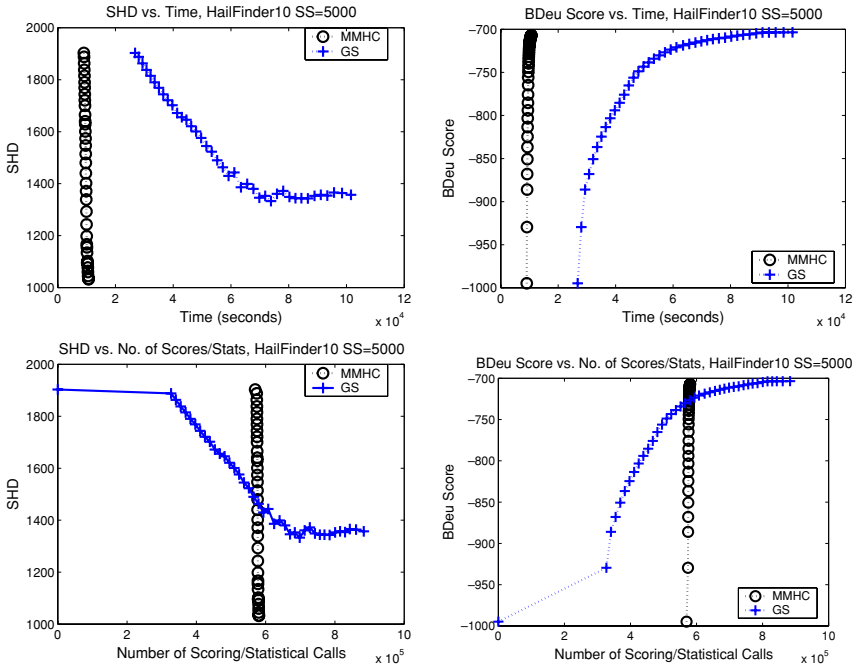 SHD vs. Time, HailFinder10 SS=5000
2000
1800
1600
1400
1200
1000
SHD
MMHC
GS
0 2 4 6 8 10 12
Time (seconds)
x 10^4
BDeu Score vs. Time, HailFinder10 SS=5000
−700
−750
−800
−850
−900
−950
−1000
BDeu Score
MMHC
GS
0 2 4 6 8 10 12
Time (seconds)
x 10^4
SHD vs. No. of Scores/Stats, HailFinder10 SS=5000
2000
1800
1600
1400
1200
1000
SHD
MMHC
GS
0 2 4 6 8 10
Number of Scoring/Statistical Calls
x 10^5
BDeu Score vs. No. of Scores/Stats, HailFinder10 SS=5000
−700
−750
−800
−850
−900
−950
−1000
BDeu Score
MMHC
GS
0 2 4 6 8 10
Number of Scoring/Statistical Calls
x 10^5